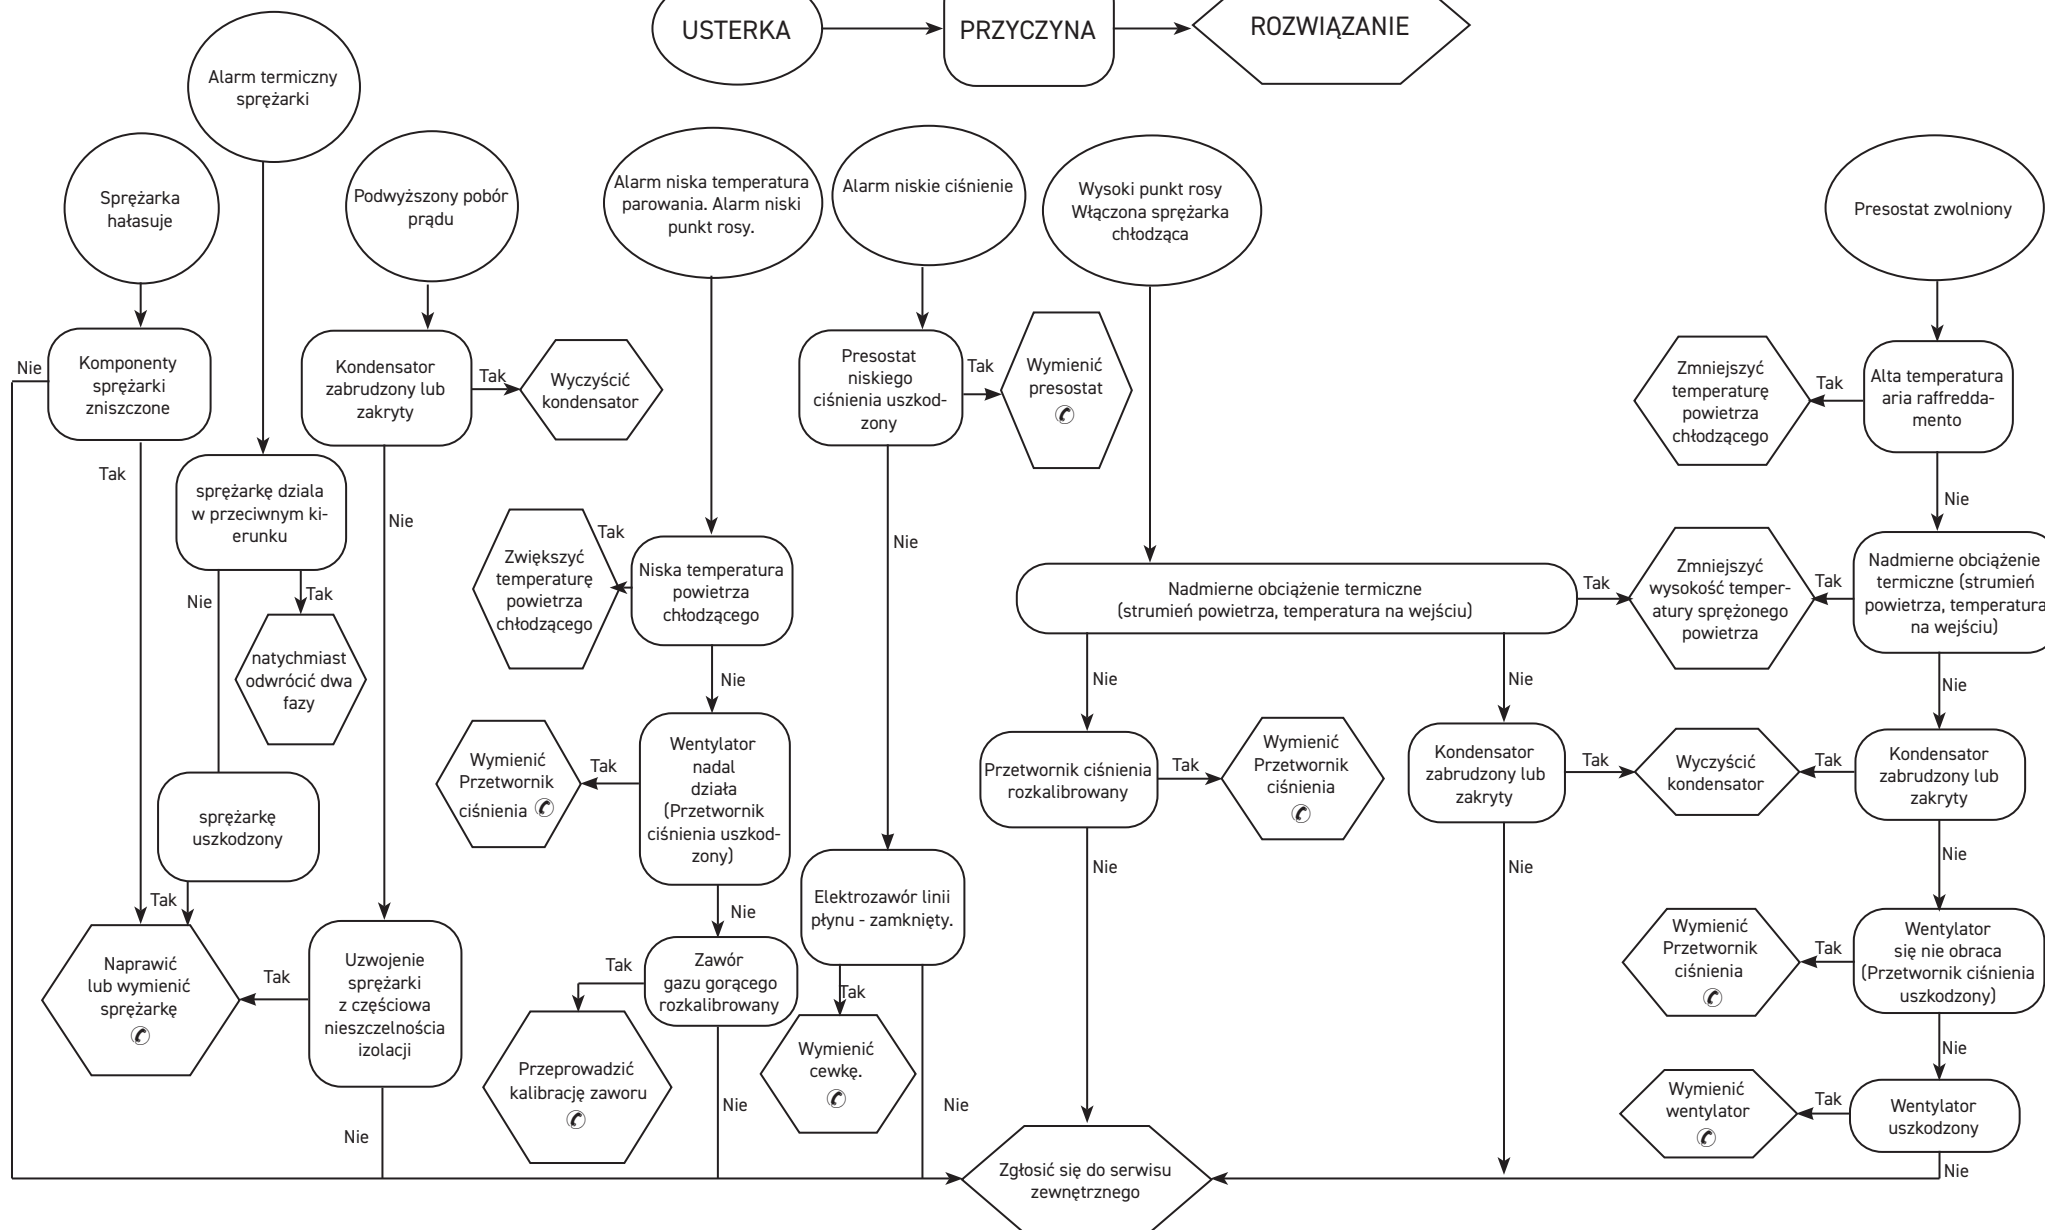 USTERKA
PRZYCZYNA
ROZWIĄZANIE
Alarm termiczny
sprężarki
Sprężarka
hałasuje
Podwyższony pobór
prądu
Alarm niska temperatura
parowania. Alarm niski
punkt rosy.
Alarm niskie ciśnienie
Wysoki punkt rosy
Włączona sprężarka
chłodząca
Presostat zwolniony
Nie
Komponenty
sprężarki
zniszczone
Tak
Kondensator
zabrudzony lub
zakryty
Tak
Wyczyścić
kondensator
Presostat
niskiego
ciśnienia uszkod-
zony
Tak
Wymienić
presostat
✆
Zmniejszyć
temperaturę
powietrza
chłodzącego
Tak
Alta temperatura
aria raffredda-
mento
Nie
sprężarkę dziala
w przeciwnym ki-
erunku
Nie
Tak
natychmiast
odwrócić dwa
fazy
Nie
Zwiększyć
temperaturę
powietrza
chłodzącego
Tak
Niska temperatura
powietrza
chłodzącego
Nie
Nie
Nadmierne obciążenie termiczne
(strumień powietrza, temperatura na wejściu)
Tak
Zmniejszyć
wysokość temper-
atury sprężonego
powietrza
Tak
Nadmierne obciążenie
termiczne (strumień
powietrza, temperatura
na wejściu)
Nie
Nie
Nie
Wymienić
Przetwornik
ciśnienia ✆
Tak
Wentylator
nadal
działa
(Przetwornik
ciśnienia uszkod-
zony)
Nie
Przetwornik ciśnienia
rozkalibrowany
Tak
Wymienić
Przetwornik
ciśnienia
✆
Nie
Kondensator
zabrudzony lub
zakryty
Tak
Wyczyścić
kondensator
Tak
Kondensator
zabrudzony lub
zakryty
Nie
Nie
sprężarkę
uszkodzony
Tak
Naprawić
lub wymienić
sprężarkę
✆
Tak
Uzwojenie
sprężarki
z częściowa
nieszczelnościa
izolacji
Nie
Tak
Zawór
gazu gorącego
rozkalibrowany
Przeprowadzić
kalibrację zaworu
✆
Nie
Elektrozawór linii
płynu - zamknięty.
Tak
Wymienić
cewkę.
✆
Nie
Wymienić
Przetwornik
ciśnienia
✆
Tak
Wentylator
się nie obraca
(Przetwornik ciśnienia
uszkodzony)
Nie
Wymienić
wentylator
✆
Tak
Wentylator
uszkodzony
Nie
Zgłosić się do serwisu
zewnętrznego